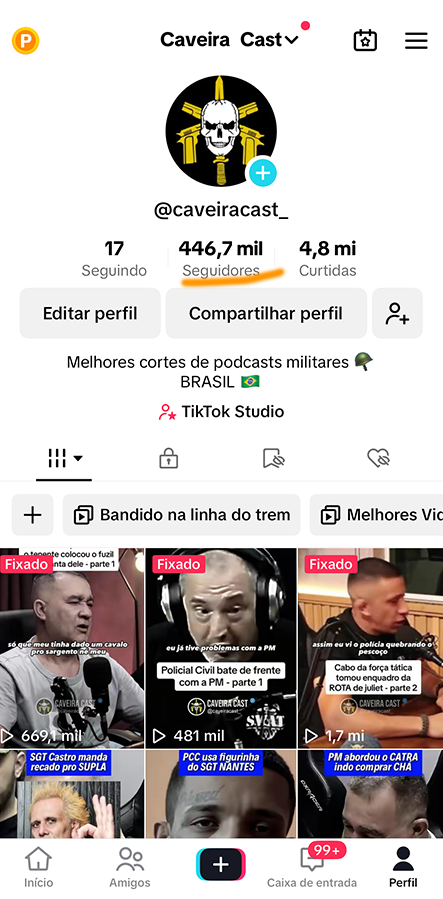 P
Caveira Cast
@caveiracast_
17 446,7 mil 4,8 mi
Seguindo Seguidores Curtidas
Editar perfil Compartilhar perfil
Melhores cortes de podcasts militares 🪖
BRASIL 🇧🇷
TikTok Studio
Bandido na linha do trem Melhores Vid
Fixado
o tenente colocou o fuzil
nta dele - parte 1
só que meu tinha dado um cavalo
pro sargento né meu
CAVEIRA CAST
669,1 mil
Fixado
eu já tive problemas com a PM
Policial Civil bate de frente
com a PM - parte 1
CAVEIRA CAST
@caveiracast_
481 mil
Fixado
assim eu vi o polícia quebrando o
pescoço
Cabo da força tática
tomou enquadro da
ROTA de juliet - parte 2
CAVEIRA CAST
1,7 mi
SGT Castro manda
recado pro SUPLA
PCC usa figurinha
do SGT NANTES
PM abordou o CATRA
indo comprar CHÁ
Início Amigos 99+ Caixa de entrada Perfil